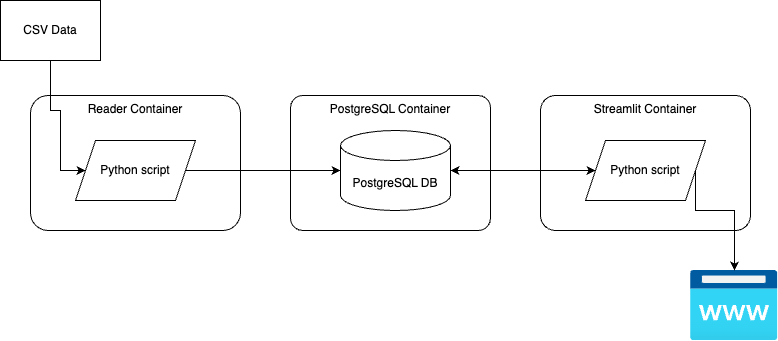 CSV Data
Reader Container
PostgreSQL Container
Streamlit Container
Python script
PostgreSQL DB
Python script
www